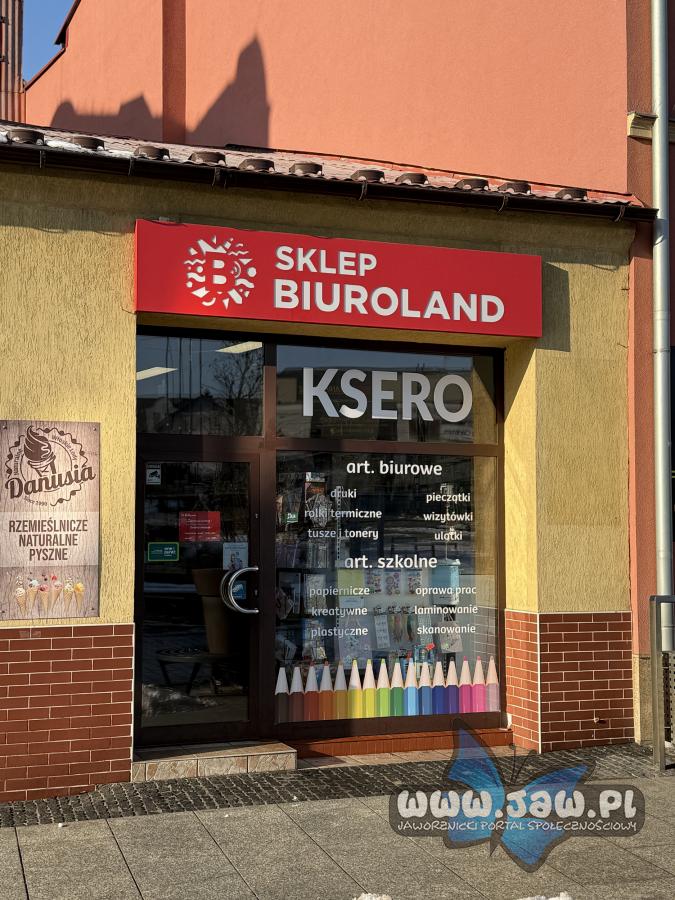 SKLEP
BIUROLAND
B
KSERO
art. biurowe
druki
pieczątki
rolki termiczne
wizytówki
tusze i tonery
ulotki
art. szkolne
papiernicze
oprawa prac
kreatywne
laminowanie
plastyczne
skanowanie
Danusia
RZEMIEŚLNICZE
NATURALNE
PYSZNE
www.jaw.pl
JAWORZNICKI PORTAL SPOŁECZNOŚCIOWY